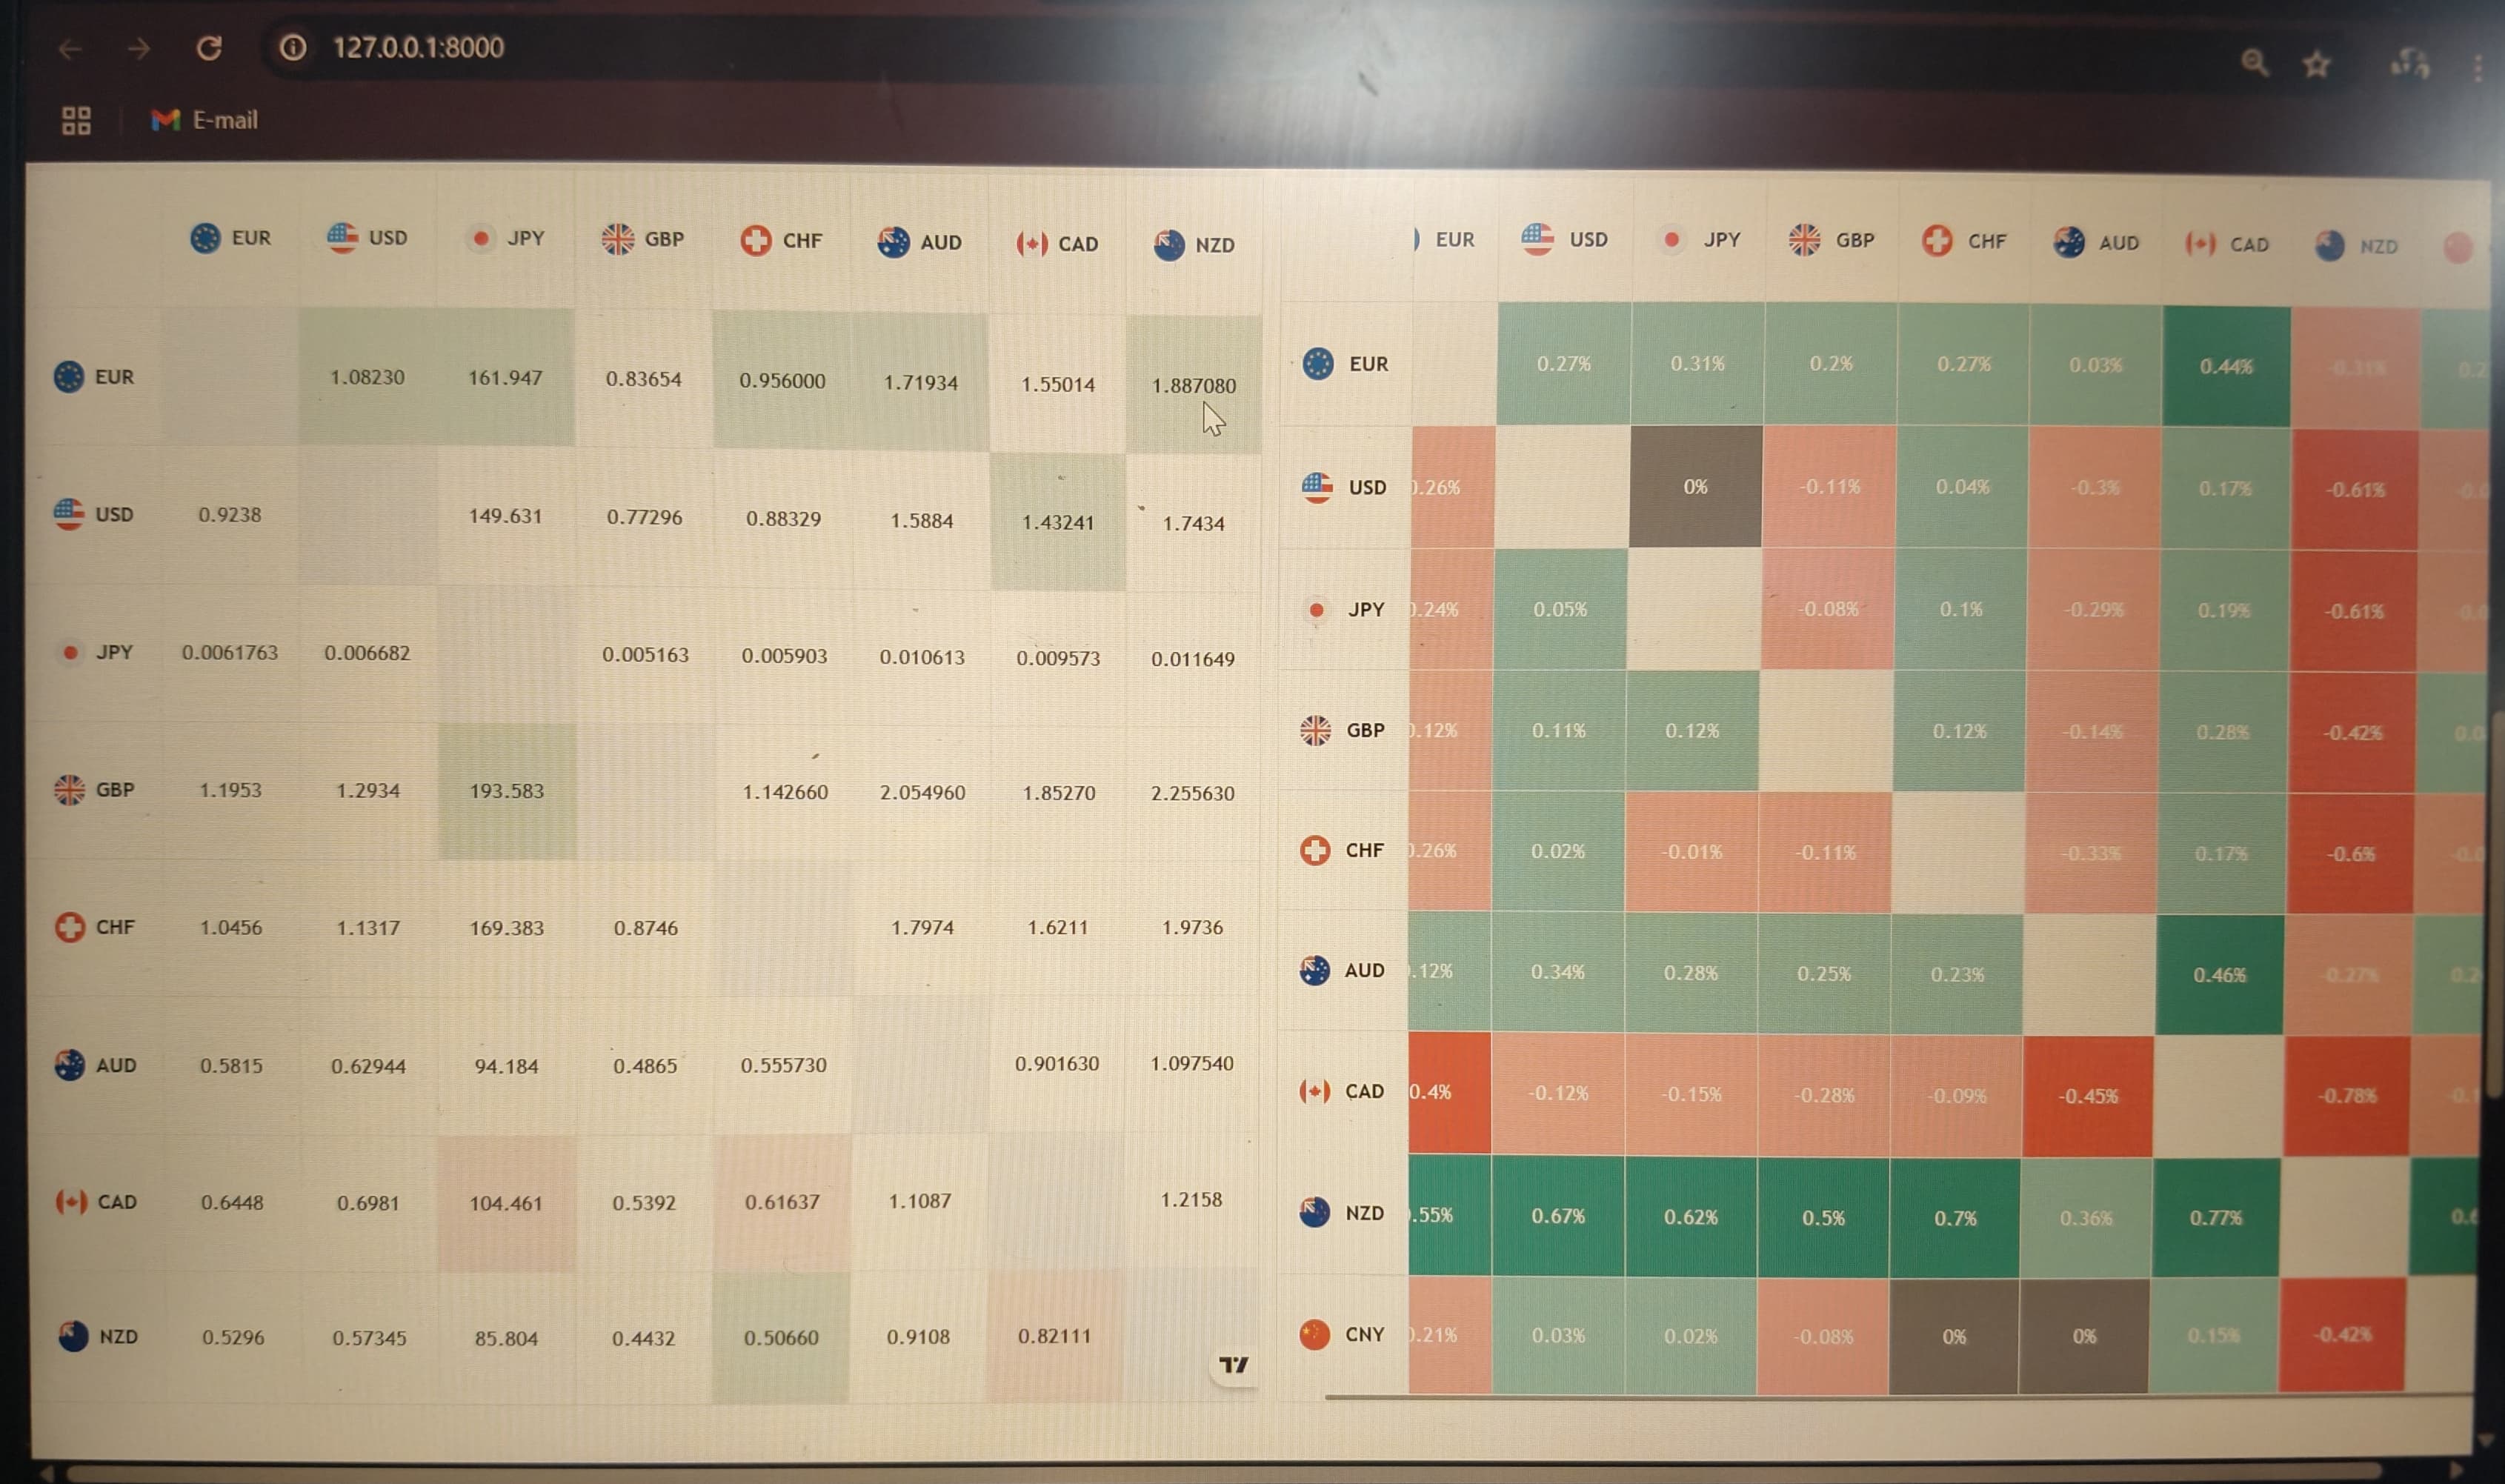 127.0.0.1:8000
E-mail
EUR USD JPY GBP CHF AUD CAD NZD
EUR 1.08230 161.947 0.83654 0.956000 1.71934 1.55014 1.887080
USD 0.9238 149.631 0.77296 0.88329 1.5884 1.43241 1.7434
JPY 0.0061763 0.006682 0.005163 0.005903 0.010613 0.009573 0.011649
GBP 1.1953 1.2934 193.583 1.142660 2.054960 1.85270 2.255630
CHF 1.0456 1.1317 169.383 0.8746 1.7974 1.6211 1.9736
AUD 0.5815 0.62944 94.184 0.4865 0.555730 0.901630 1.097540
CAD 0.6448 0.6981 104.461 0.5392 0.61637 1.1087 1.2158
NZD 0.5296 0.57345 85.804 0.4432 0.50660 0.9108 0.82111
EUR USD JPY GBP CHF AUD CAD NZD
EUR 0.27% 0.31% 0.2% 0.27% 0.03% 0.44% -0.31%
USD 0.26% 0% -0.11% 0.04% -0.3% 0.17% -0.61%
JPY 0.24% 0.05% -0.08% 0.1% -0.29% 0.19% -0.61%
GBP 0.12% 0.11% 0.12% 0.12% -0.14% 0.28% -0.42%
CHF 0.26% 0.02% -0.01% -0.11% -0.33% 0.17% -0.6%
AUD .12% 0.34% 0.28% 0.25% 0.23% 0.46% -0.27%
CAD 0.4% -0.12% -0.15% -0.28% -0.09% -0.45% -0.78%
NZD .55% 0.67% 0.62% 0.5% 0.7% 0.36% 0.77%
CNY 0.21% 0.03% 0.02% -0.08% 0% 0% 0.15% -0.42%